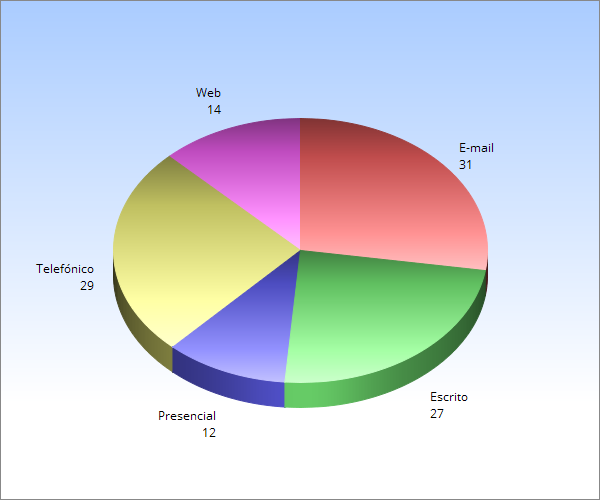 Web
14
E-mail
31
Telefónico
29
Escrito
27
Presencial
12